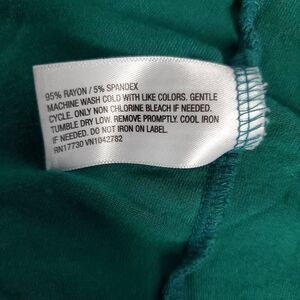 95% RAYON / 5% SPANDEX
MACHINE WASH COLD WITH LIKE COLORS. GENTLE
CYCLE. ONLY NON CHLORINE BLEACH IF NEEDED.
TUMBLE DRY LOW. REMOVE PROMPTLY. COOL IRON
IF NEEDED. DO NOT IRON ON LABEL.
RN17730 VN1042782